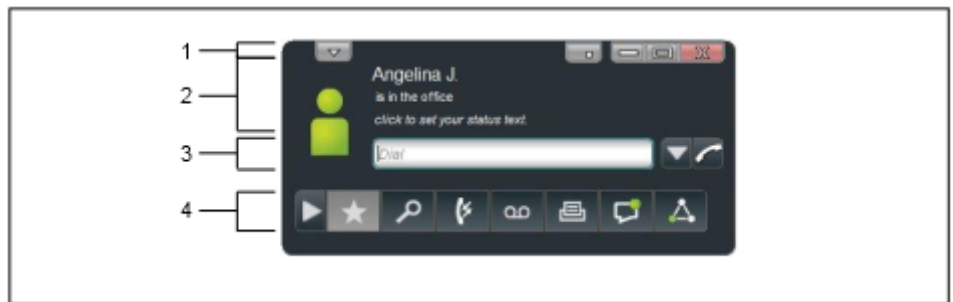 1
2
3
4
Angelina J.
is in the office
click to set your status text.
Dial